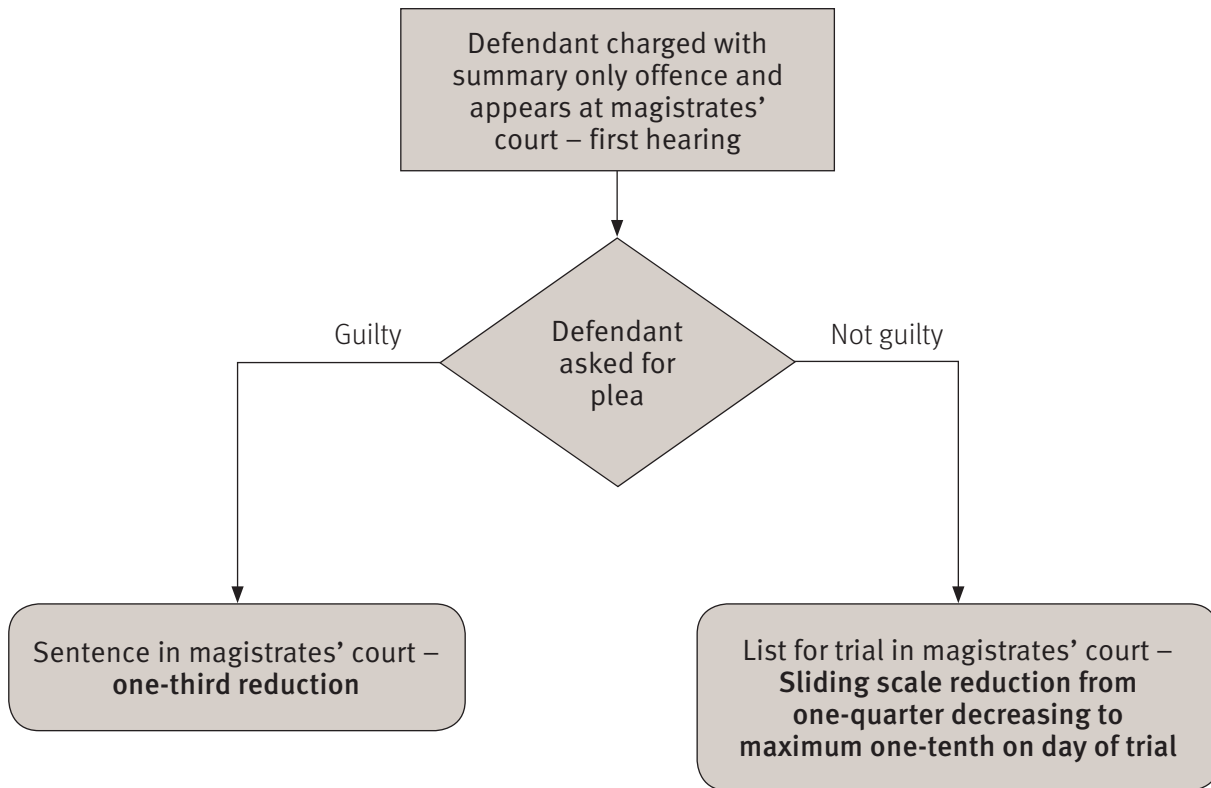 Defendant charged with
summary only offence and
appears at magistrates’
court – first hearing
Guilty
Defendant
asked for
plea
Not guilty
Sentence in magistrates’ court –
one-third reduction
List for trial in magistrates’ court –
Sliding scale reduction from
one-quarter decreasing to
maximum one-tenth on day of trial